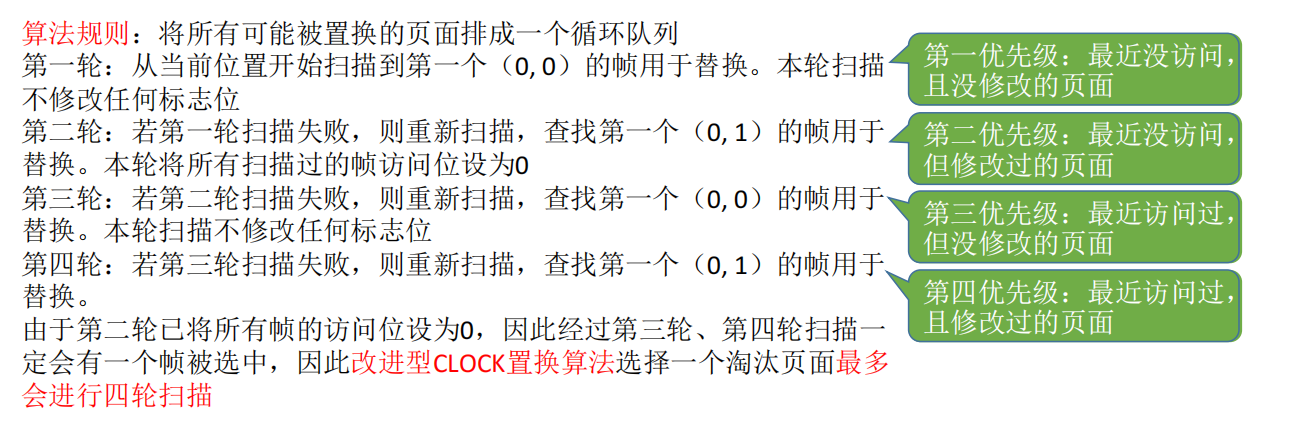 算法规则：将所有可能被置换的页面排成一个循环队列
第一轮：从当前位置开始扫描到第一个（0, 0）的帧用于替换。本轮扫描
不修改任何标志位
第二轮：若第一轮扫描失败，则重新扫描，查找第一个（0, 1）的帧用于
替换。本轮将所有扫描过的帧访问位设为0
第三轮：若第二轮扫描失败，则重新扫描，查找第一个（0, 0）的帧用于
替换。本轮扫描不修改任何标志位
第四轮：若第三轮扫描失败，则重新扫描，查找第一个（0, 1）的帧用于
替换。
由于第二轮已将所有帧的访问位设为0，因此经过第三轮、第四轮扫描一
定会有一个帧被选中，因此改进型CLOCK置换算法选择一个淘汰页面最多
会进行四轮扫描
第一优先级：最近没访问，
且没修改的页面
第二优先级：最近没访问，
但修改过的页面
第三优先级：最近访问过，
但没修改的页面
第四优先级：最近访问过，
且修改过的页面